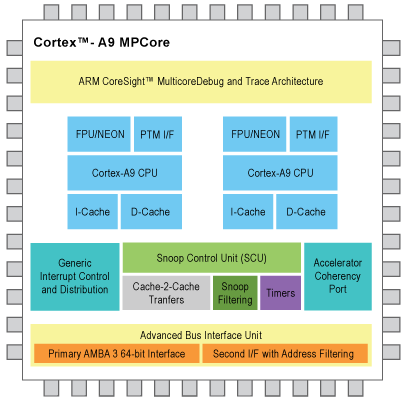 Cortex™- A9 MPCore
ARM CoreSight™ MulticoreDebug and Trace Architecture
FPU/NEON
PTM I/F
FPU/NEON
PTM I/F
Cortex-A9 CPU
Cortex-A9 CPU
I-Cache
D-Cache
I-Cache
D-Cache
Generic
Interrupt Control
and Distribution
Snoop Control Unit (SCU)
Cache-2-Cache
Tranfers
Snoop
Filtering
Timers
Accelerator
Coherency
Port
Advanced Bus Interface Unit
Primary AMBA 3 64-bit Interface
Second I/F with Address Filtering